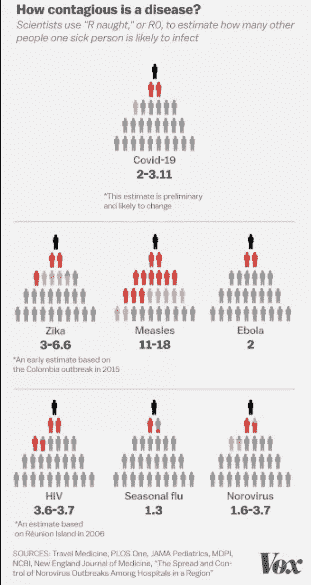 How contagious is a disease?
Scientists use "R naught," or R0, to estimate how many other
people one sick person is likely to infect
Covid-19
2-3.11
*This estimate is preliminary
and likely to change
Zika
3-6.6
Measles
11-18
Ebola
2
*An early estimate based on
the Colombia outbreak in 2015
HiV
3.6-3.7
Seasonal flu
1.3
Norovirus
1.6-3.7
*An estimate based
on Réunion Island in 2006
SOURCES: Travel Medicine, PLOS One, JAMA Pediatrics, MDPI,
NCBI, New England Journal of Medicine, "The Spread and Con-
trol of Norovirus Outbreaks Among Hospitals in a Region"
Vox